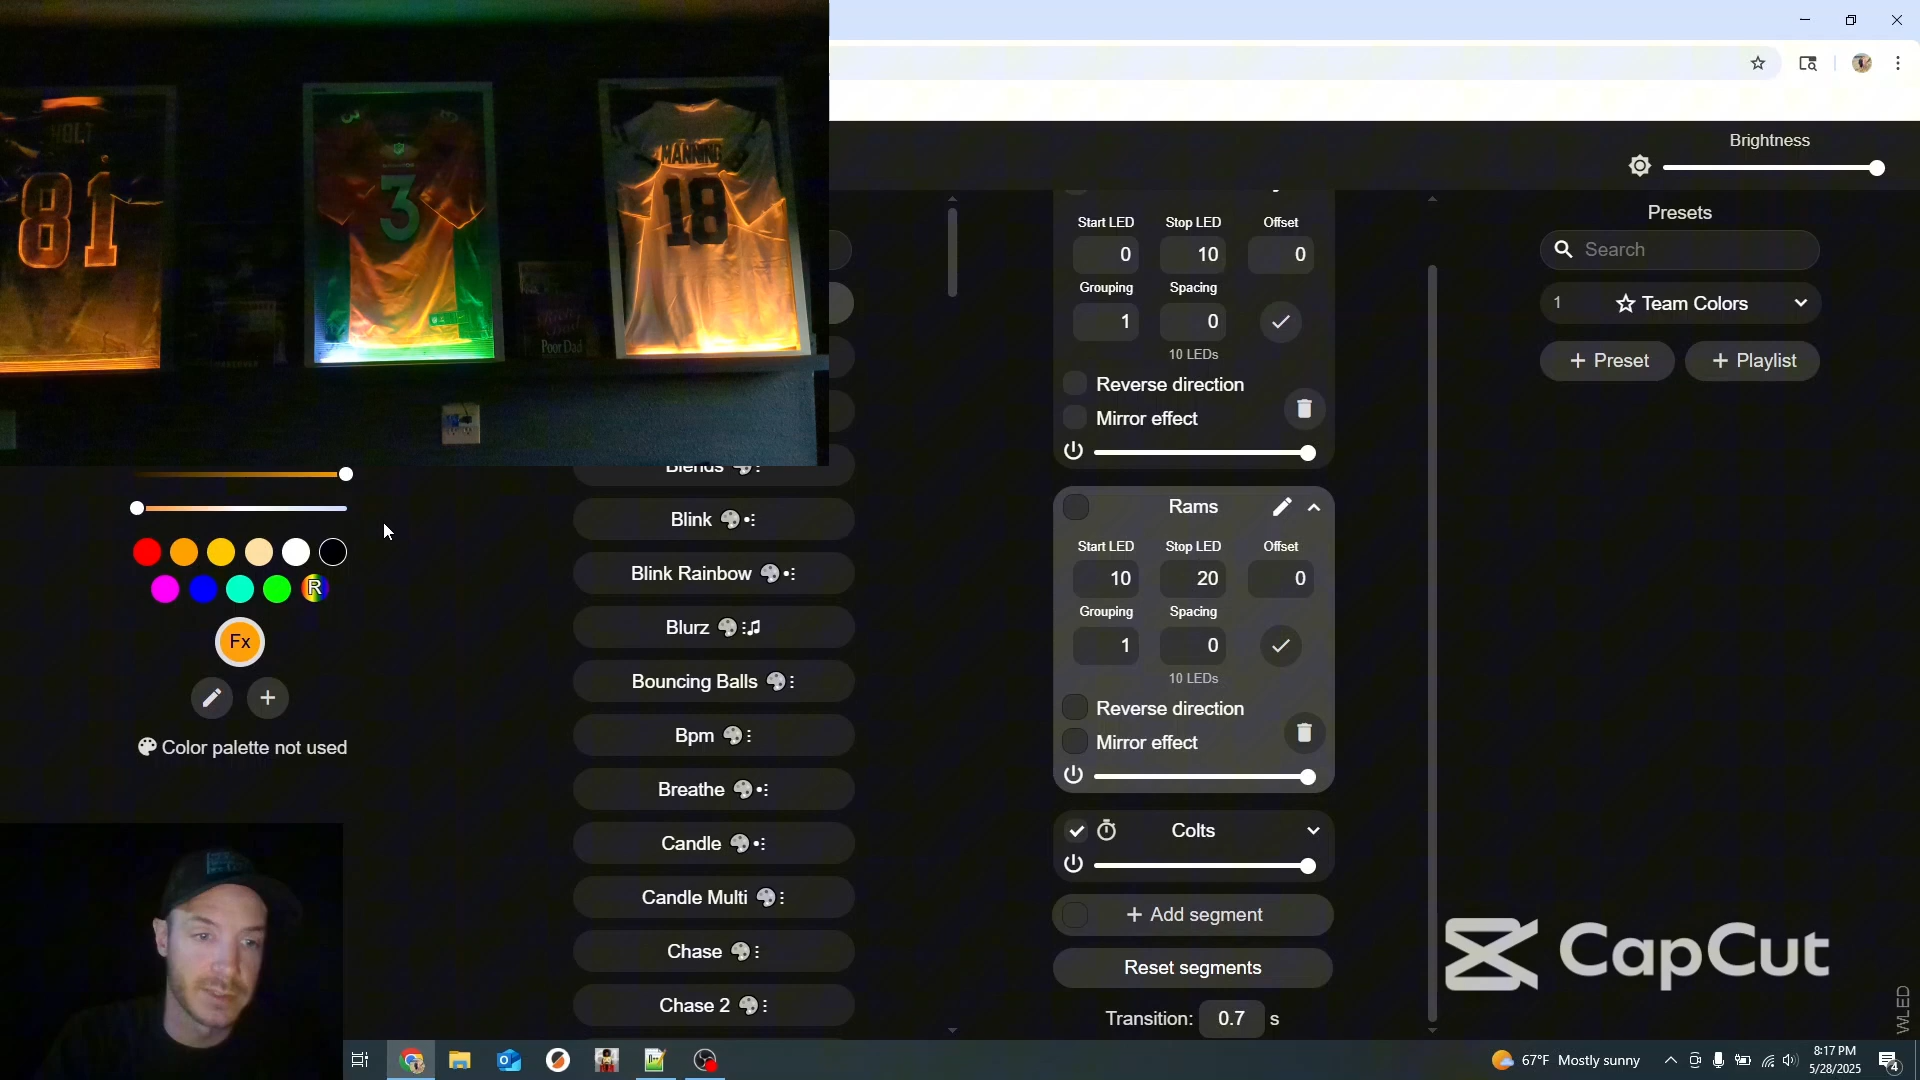 HOLT
81
3
MANNING
18
Poor Dad
Brightness
Presets
Search
1 Team Colors
+ Preset
+ Playlist
Start LED Stop LED Offset
0 10 0
Grouping Spacing
1 0
10 LEDs
Reverse direction
Mirror effect
Rams
Start LED Stop LED Offset
10 20 0
Grouping Spacing
1 0
10 LEDs
Reverse direction
Mirror effect
Colts
+ Add segment
Reset segments
Transition: 0.7 s
Blends
Blink
Blink Rainbow
Blurz
Bouncing Balls
Bpm
Breathe
Candle
Candle Multi
Chase
Chase 2
R
Fx
Color palette not used
CapCut
WLED
67°F Mostly sunny
8:17 PM
5/28/2025
4